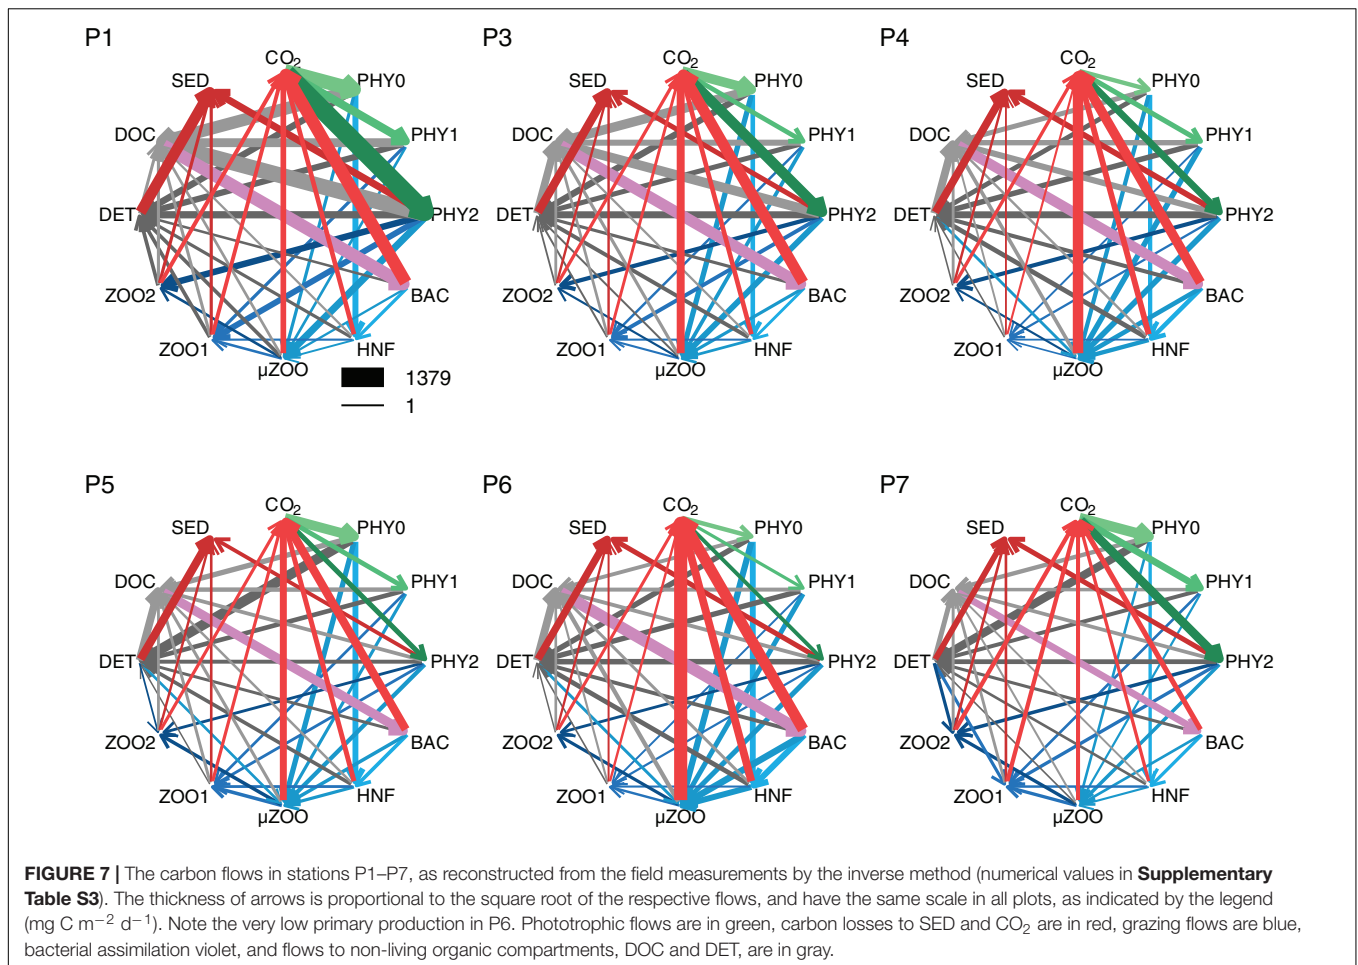 P1
CO2
SED
PHY0
DOC
PHY1
DET
PHY2
ZOO2
BAC
ZOO1
HNF
µZOO
1379
1
P3
CO2
SED
PHY0
DOC
PHY1
DET
PHY2
ZOO2
BAC
ZOO1
HNF
µZOO
P4
CO2
SED
PHY0
DOC
PHY1
DET
PHY2
ZOO2
BAC
ZOO1
HNF
µZOO
P5
CO2
SED
PHY0
DOC
PHY1
DET
PHY2
ZOO2
BAC
ZOO1
HNF
µZOO
P6
CO2
SED
PHY0
DOC
PHY1
DET
PHY2
ZOO2
BAC
ZOO1
HNF
µZOO
P7
CO2
SED
PHY0
DOC
PHY1
DET
PHY2
ZOO2
BAC
ZOO1
HNF
µZOO
FIGURE 7 | The carbon flows in stations P1–P7, as reconstructed from the field measurements by the inverse method (numerical values in Supplementary
Table S3). The thickness of arrows is proportional to the square root of the respective flows, and have the same scale in all plots, as indicated by the legend
(mg C m−2 d−1). Note the very low primary production in P6. Phototrophic flows are in green, carbon losses to SED and CO2 are in red, grazing flows are blue,
bacterial assimilation violet, and flows to non-living organic compartments, DOC and DET, are in gray.